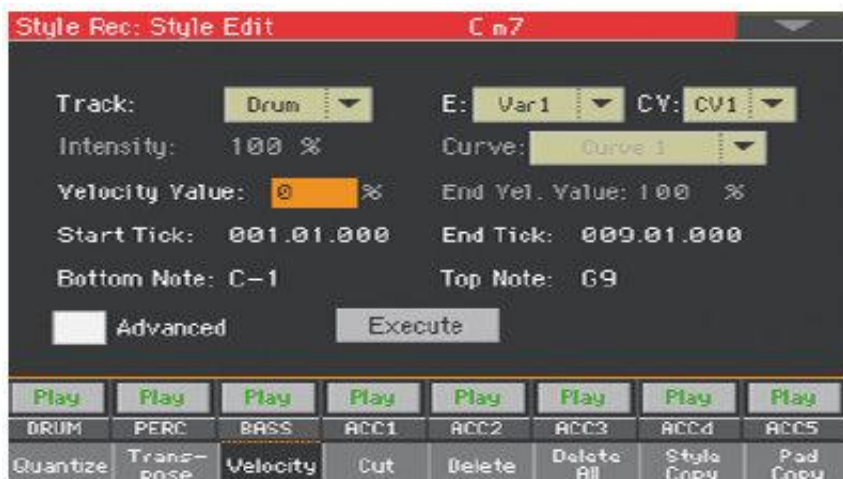 Style Rec: Style Edit Cm7
Track: Drum E: Var1 CY: CV1
Intensity: 100 % Curve: Curve 1
Velocity Value: 0 % End Vel. Value: 100 %
Start Tick: 001.01.000 End Tick: 009.01.000
Bottom Note: C-1 Top Note: G9
Advanced Execute
Play Play Play Play Play Play Play Play
DRUM PERC BASS ACC1 ACC2 ACC3 ACC4 ACC5
Quantize Trans-pose Velocity Cut Delete Delete All Style Copy Pad Copy